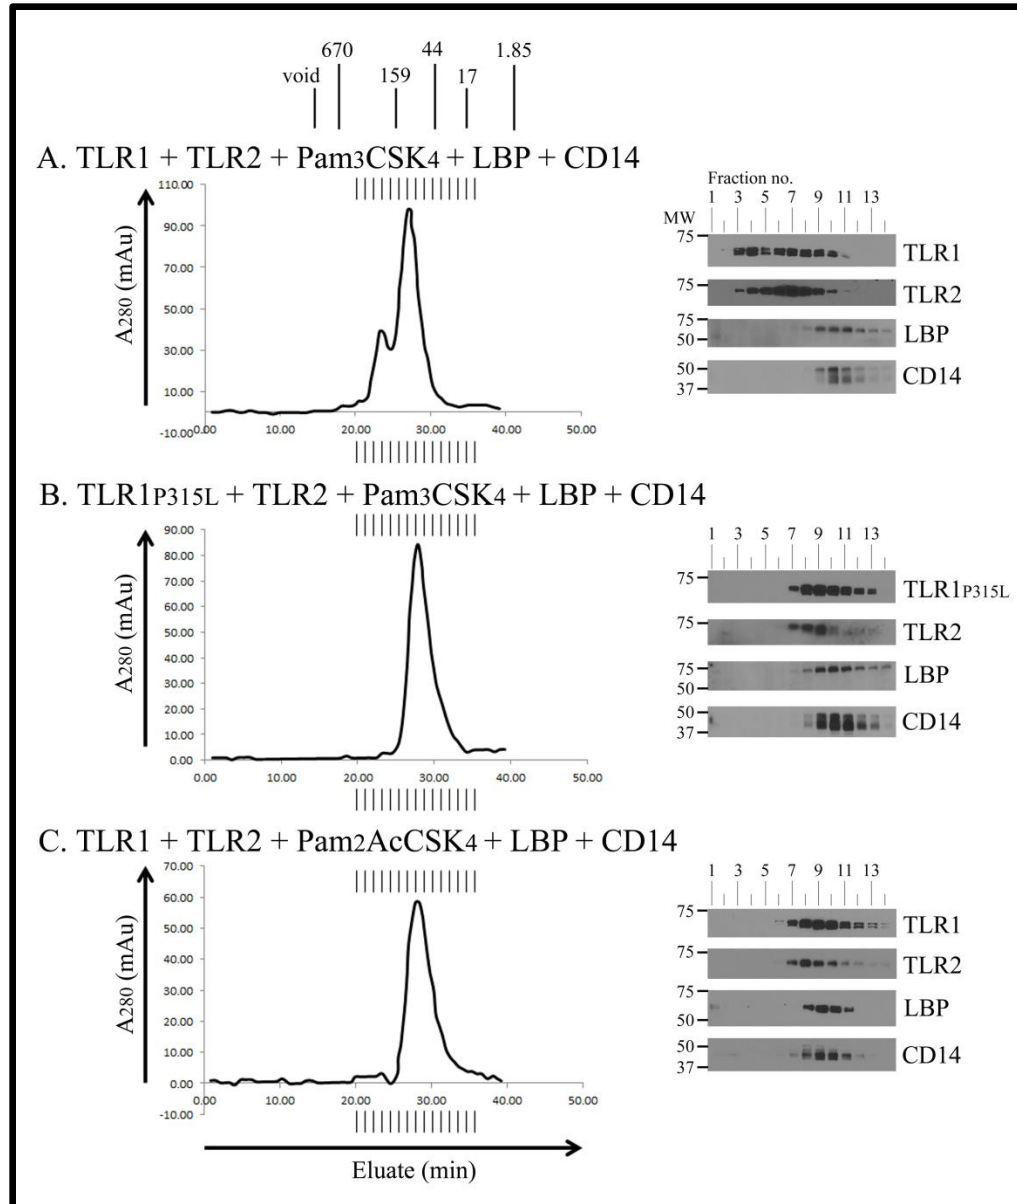 670 44 1.85
void 159 17
A. TLR1 + TLR2 + Pam3CSK4 + LBP + CD14
A280 (mAu)
110.00
90.00
70.00
50.00
30.00
10.00
-10.00
0.00 10.00 20.00 30.00 40.00 50.00
Fraction no.
1 3 5 7 9 11 13
MW
75 TLR1
75 TLR2
75
50 LBP
50
37 CD14
B. TLR1P315L + TLR2 + Pam3CSK4 + LBP + CD14
A280 (mAu)
90.00
80.00
70.00
60.00
50.00
40.00
30.00
20.00
10.00
0.00
0.00 10.00 20.00 30.00 40.00 50.00
1 3 5 7 9 11 13
75 TLR1P315L
75 TLR2
75
50 LBP
50
37 CD14
C. TLR1 + TLR2 + Pam2AcCSK4 + LBP + CD14
A280 (mAu)
70.00
60.00
50.00
40.00
30.00
20.00
10.00
0.00
-10.00
0.00 10.00 20.00 30.00 40.00 50.00
1 3 5 7 9 11 13
75 TLR1
75 TLR2
75
50 LBP
50
37 CD14
Eluate (min)